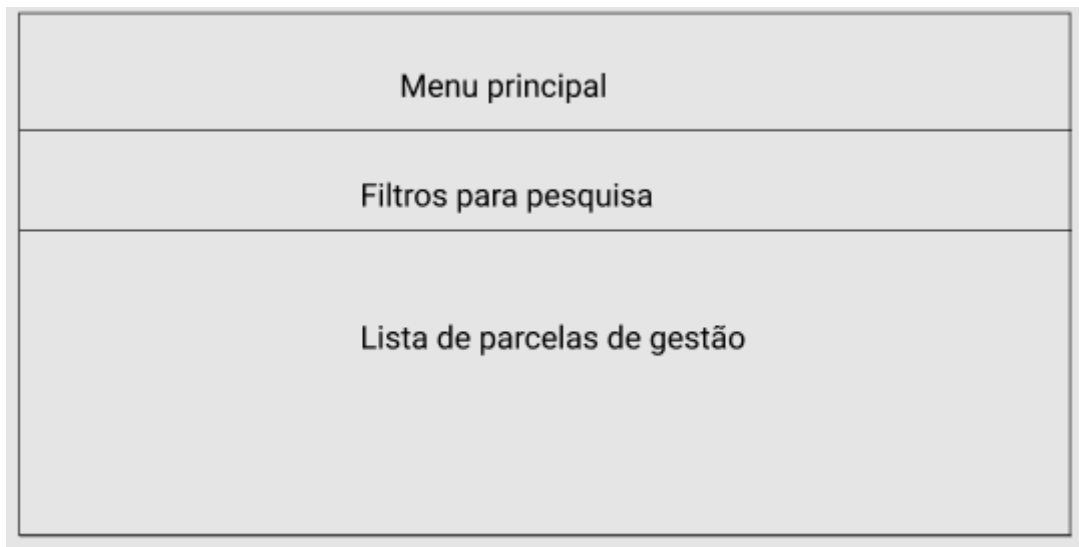 Menu principal
Filtros para pesquisa
Lista de parcelas de gestão